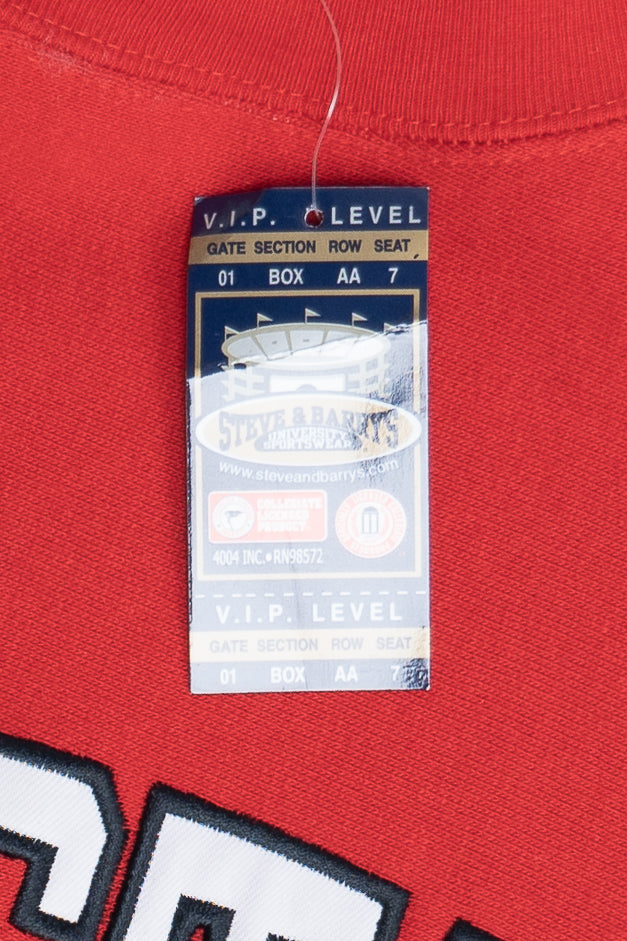 V.I.P. LEVEL
GATE SECTION ROW SEAT
01 BOX AA 7
STEVE & BARRY'S
UNIVERSITY
SPORTSWEAR
www.steveandbarrys.com
COLLEGIATE
LICENSED
PRODUCT
4004 INC.•RN98572
V.I.P. LEVEL
GATE SECTION ROW SEAT
01 BOX AA 7